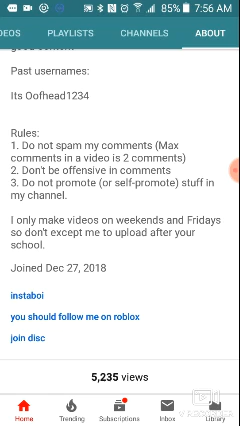 85% 7:56 AM
DEOS PLAYLISTS CHANNELS ABOUT
Past usernames:
Its Oofhead1234
Rules:
1. Do not spam my comments (Max
comments in a video is 2 comments)
2. Don't be offensive in comments
3. Do not promote (or self-promote) stuff in
my channel.
I only make videos on weekends and Fridays
so don't except me to upload after your
school.
Joined Dec 27, 2018
instaboi
you should follow me on roblox
join disc
5,235 views
Home Trending Subscriptions Inbox Library